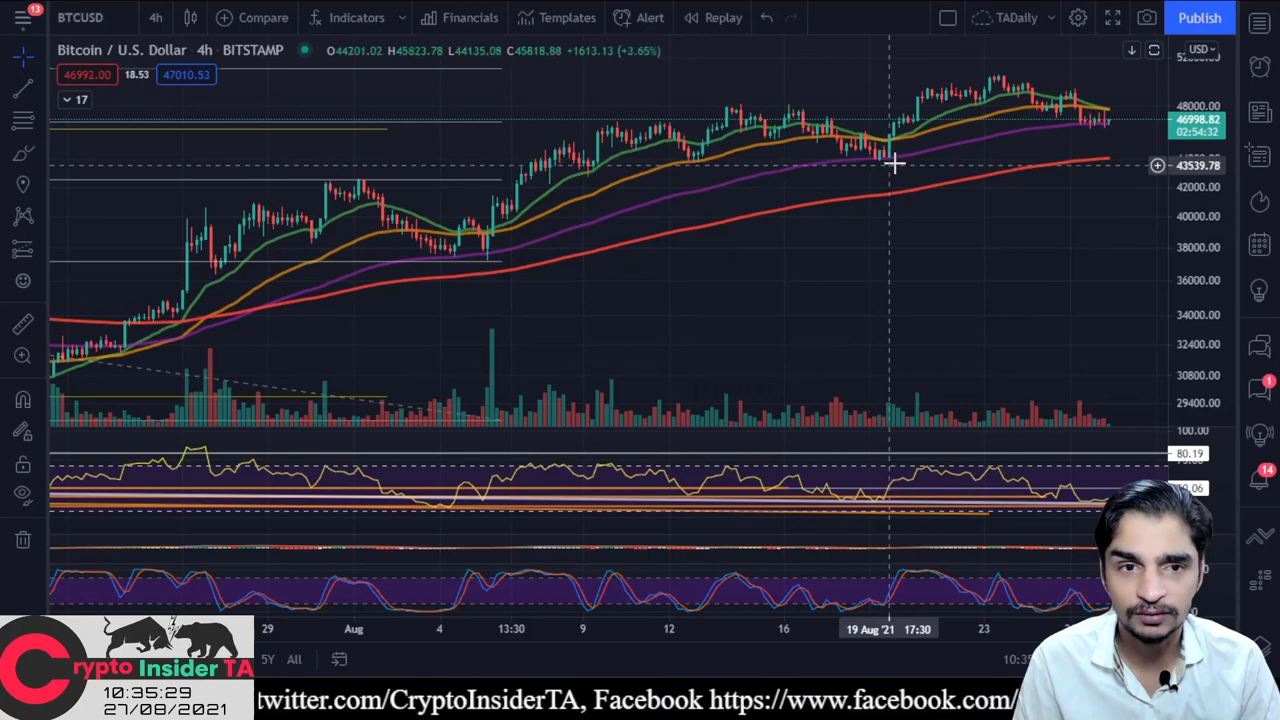 13
BTCUSD
4h
Compare
Indicators
Financials
Templates
Alert
Replay
TADaily
Publish
Bitcoin / U.S. Dollar 4h BITSTAMP
O44201.02 H45823.78 L44135.08 C45818.88 +1613.13 (+3.65%)
USD
46992.00 18.53 47010.53
17
48000.00
46998.82
02:54:32
43539.78
42000.00
40000.00
38000.00
36000.00
34000.00
32400.00
30800.00
29400.00
100.00
80.19
1
14
29 Aug 4 13:30 9 12 16 19 Aug '21 17:30 23
5Y All
Crypto Insider TA
10:35:29
27/08/2021
twitter.com/CryptoInsiderTA, Facebook https://www.facebook.com/